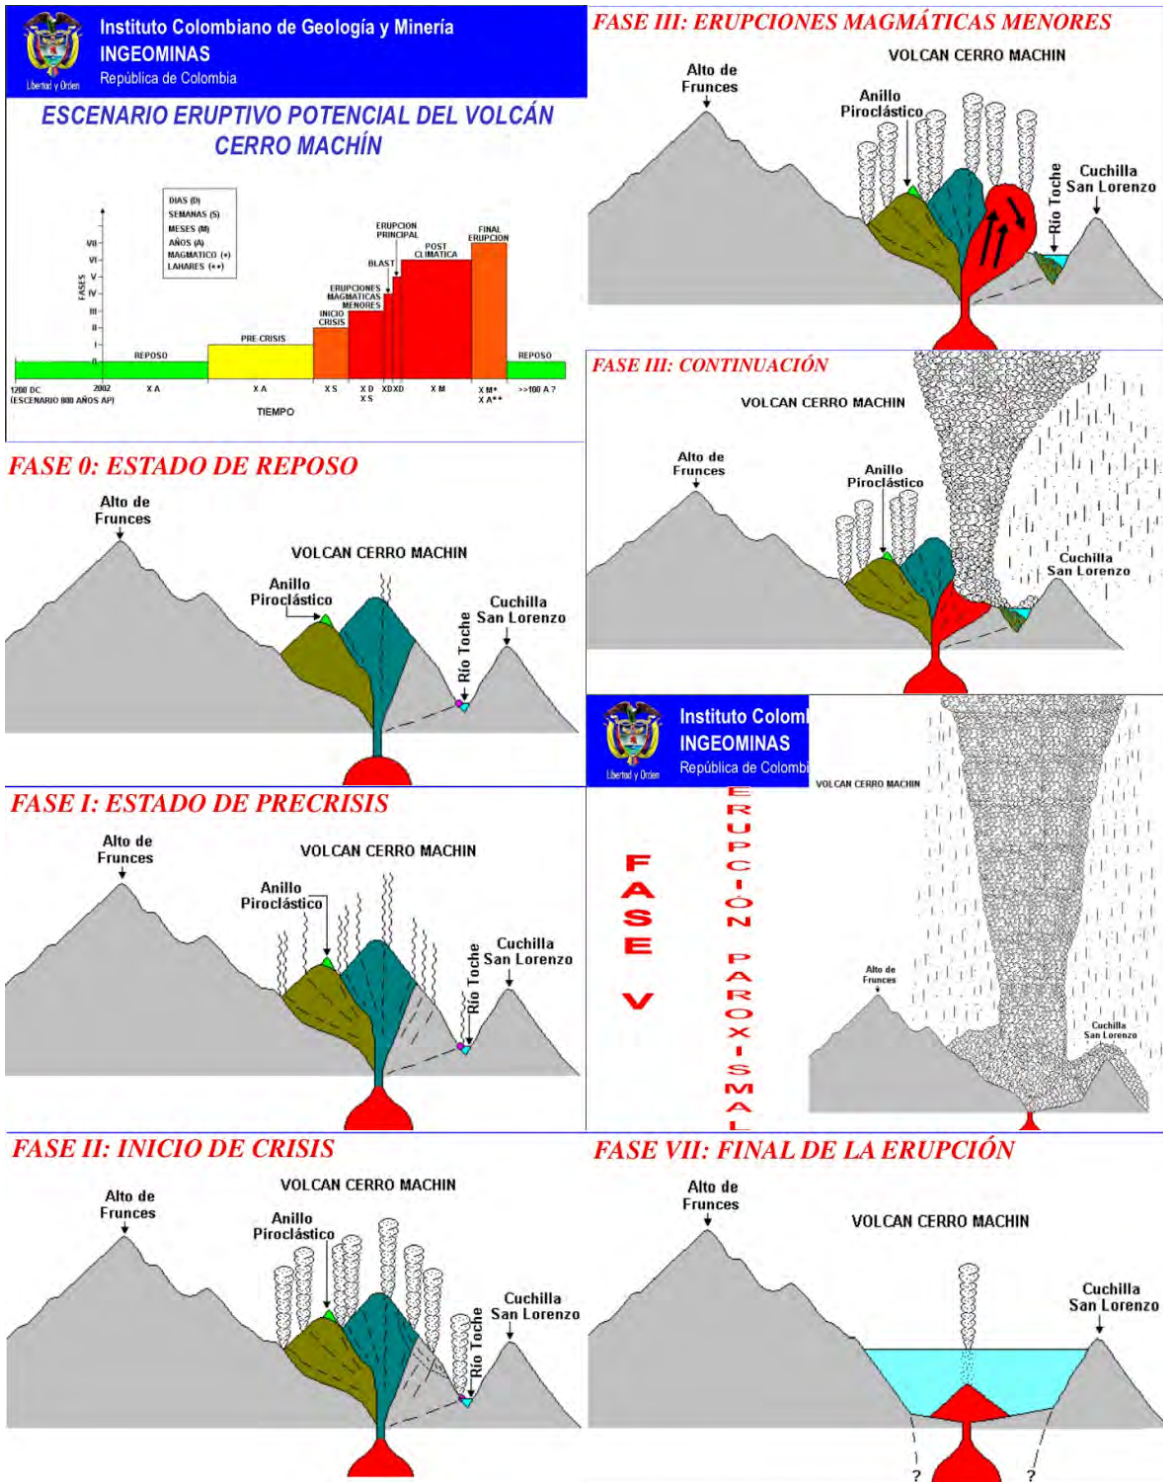 Instituto Colombiano de Geología y Minería
INGEOMINAS
República de Colombia
Libertad y Orden
ESCENARIO ERUPTIVO POTENCIAL DEL VOLCÁN
CERRO MACHÍN
DIAS (D)
SEMANAS (S)
MESES (M)
AÑOS (A)
MAGMATICO (*)
LAHARES (**)
FASES
VII
VI
V
IV
III
II
I
0
REPOSO
PRE-CRISIS
INICIO
CRISIS
ERUPCIONES
MAGMATICAS
MENORES
BLAST
ERUPCION
PRINCIPAL
POST
CLIMATICA
FINAL
ERUPCION
REPOSO
1200 DC
(ESCENARIO 800 AÑOS AP)
2002
X A
X A
X S
X D
X S
XD
XD
X M
X M*
X A**
>>100 A ?
TIEMPO
FASE 0: ESTADO DE REPOSO
Alto de
Frunces
VOLCAN CERRO MACHIN
Anillo
Piroclástico
Río Toche
Cuchilla
San Lorenzo
FASE I: ESTADO DE PRECRISIS
Alto de
Frunces
VOLCAN CERRO MACHIN
Anillo
Piroclástico
Río Toche
Cuchilla
San Lorenzo
FASE II: INICIO DE CRISIS
VOLCAN CERRO MACHIN
Alto de
Frunces
Anillo
Piroclástico
Río Toche
Cuchilla
San Lorenzo
FASE III: ERUPCIONES MAGMÁTICAS MENORES
VOLCAN CERRO MACHIN
Alto de
Frunces
Anillo
Piroclástico
Río Toche
Cuchilla
San Lorenzo
FASE III: CONTINUACIÓN
VOLCAN CERRO MACHIN
Alto de
Frunces
Anillo
Piroclástico
Cuchilla
San Lorenzo
Instituto Colom
INGEOMINAS
República de Colombi
Libertad y Orden
FASE V
ERUPCIÓN PAROXISMAL
VOLCAN CERRO MACHIN
Alto de
Frunces
Cuchilla
San Lorenzo
FASE VII: FINAL DE LA ERUPCIÓN
Alto de
Frunces
VOLCAN CERRO MACHIN
Cuchilla
San Lorenzo
?
?